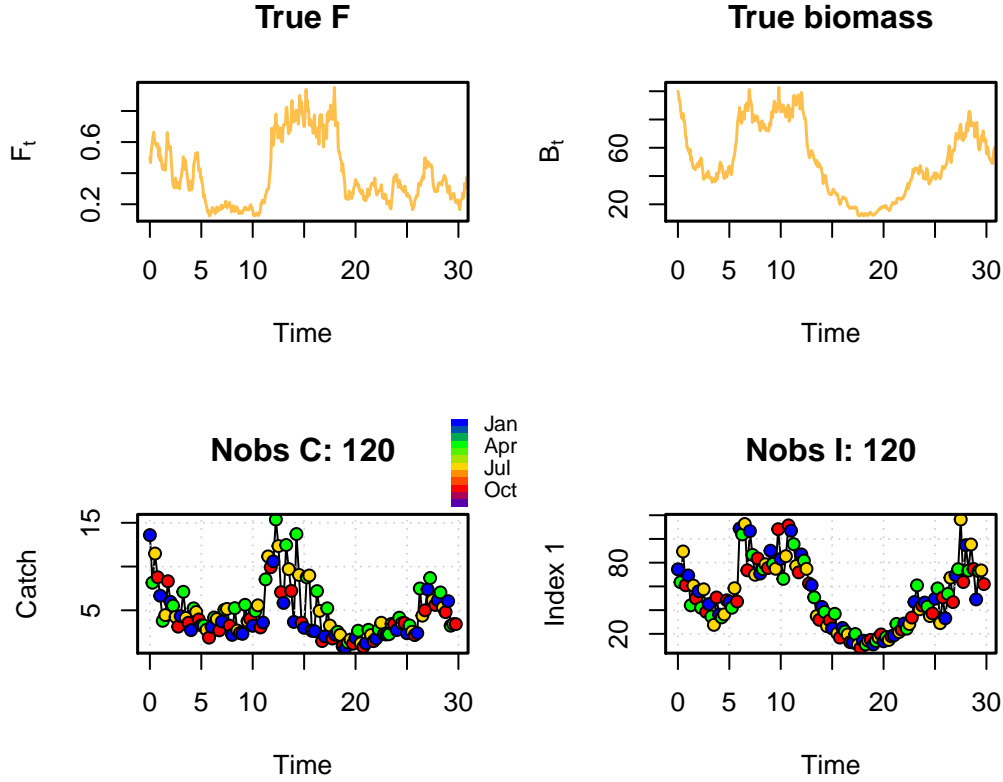 True F
True biomass
Ft
0.2 0.6
0 5 10 20 30
Time
Bt
20 60
0 5 10 20 30
Time
Nobs C: 120
Jan
Apr
Jul
Oct
Catch
5 15
0 5 10 20 30
Time
Nobs I: 120
Index 1
20 80
0 5 10 20 30
Time